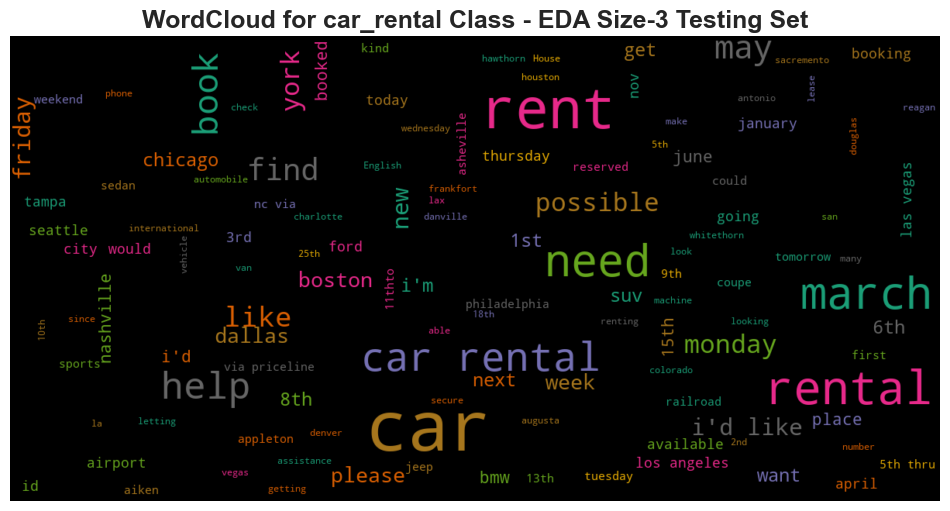 WordCloud for car_rental Class - EDA Size-3 Testing Set
kind
hawthorn
House
get
may
sacremento
booking
book
york
booked
houston
nov
lease
weekend
phone
check
today
rent
antonio
reagan
friday
wednesday
asheville
make
january
douglas
5th
chicago
find
English
thursday
reserved
june
sedan
automobile
frankfort
could
las vegas
tampa
nc via
new
lax
possible
charlotte
danville
going
san
seattle
international
3rd
1st
whitethorn
city would
vehicle
25th
ford
need
look
tomorrow
many
van
boston
11thto
i'm
9th
coupe
march
nashville
philadelphia
suv
machine
10th
since
like
18th
renting
looking
6th
dallas
able
15th
monday
sports
i'd
via priceline
car rental
first
help
next
week
colorado
rental
8th
secure
railroad
la
letting
car
augusta
i'd like
place
appleton
denver
available
2nd
number
airport
vegas
assistance
please
jeep
bmw
13th
tuesday
los angeles
want
5th thru
id
aiken
getting
april